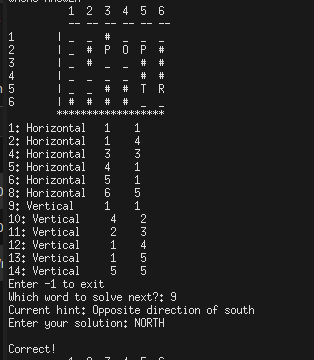 1 2 3 4 5 6
-- -- -- -- -- --
1 | _ _ _ _ _ _
2 | _ # P O P #
3 | _ # _ _ # #
4 | _ _ _ _ # #
5 | _ _ # # T R
6 | # # # # _ _
******************
1: Horizontal 1 1
2: Horizontal 1 4
4: Horizontal 3 3
5: Horizontal 4 1
6: Horizontal 5 1
8: Horizontal 6 5
9: Vertical 1 1
10: Vertical 4 2
11: Vertical 2 3
12: Vertical 1 4
13: Vertical 1 5
14: Vertical 5 5
Enter -1 to exit
Which word to solve next?: 9
Current hint: Opposite direction of south
Enter your solution: NORTH
Correct!